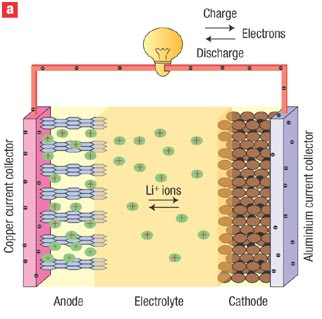 a
Charge
Electrons
Discharge
Copper current collector
Li+ ions
Aluminium current collector
Anode
Electrolyte
Cathode